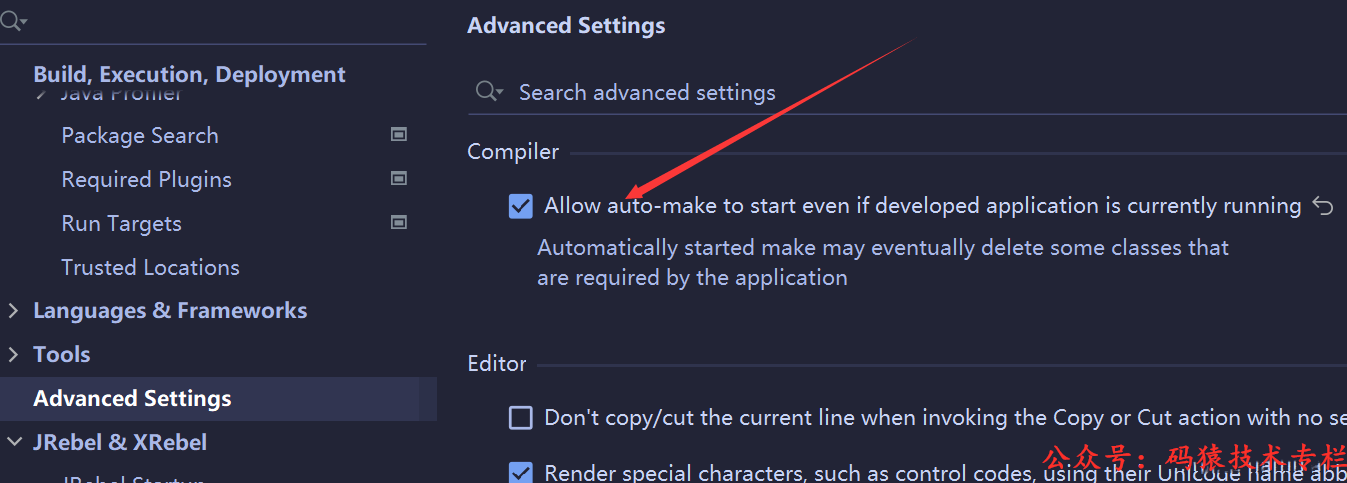 Advanced Settings
Build, Execution, Deployment
Java Profiler
Search advanced settings
Package Search
Compiler
Required Plugins
Allow auto-make to start even if developed application is currently running
Run Targets
Automatically started make may eventually delete some classes that
are required by the application
Trusted Locations
Languages & Frameworks
Tools
Editor
Advanced Settings
Don't copy/cut the current line when invoking the Copy or Cut action with no se
JRebel & XRebel
公众号：码猿技术专栏
Render special characters, such as control codes, using their Unicode name abb
JRebel Startup